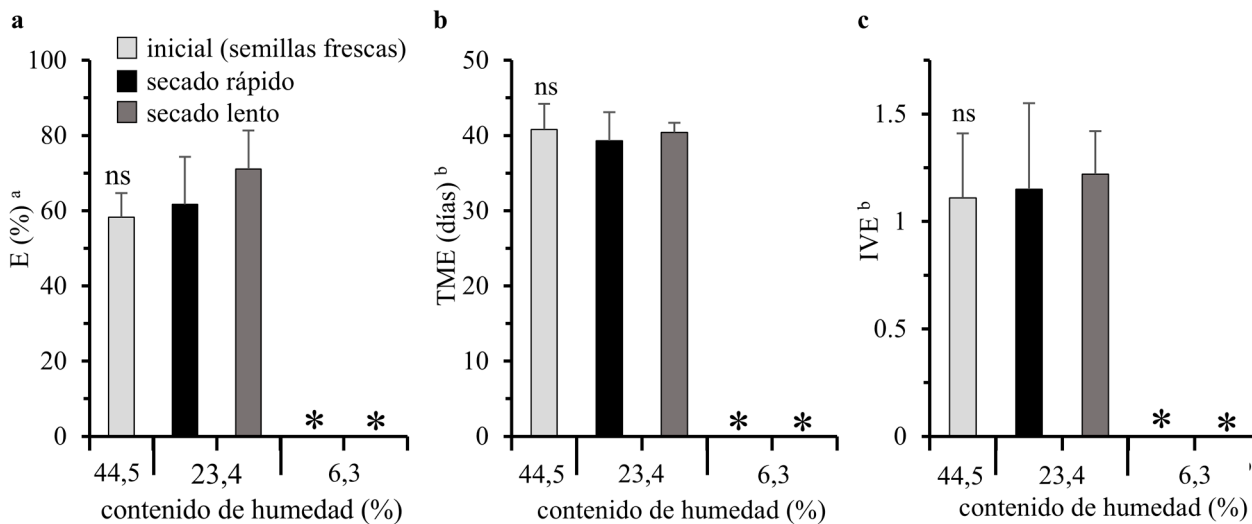 a
E (%) ᵃ
100
80
60
40
20
0
inicial (semillas frescas)
secado rápido
secado lento
ns
* *
44,5 23,4 6,3
contenido de humedad (%)
b
TME (días) ᵇ
50
40
30
20
10
0
ns
* *
44,5 23,4 6,3
contenido de humedad (%)
c
IVE ᵇ
1.5
1
0.5
0
ns
* *
44,5 23,4 6,3
contenido de humedad (%)